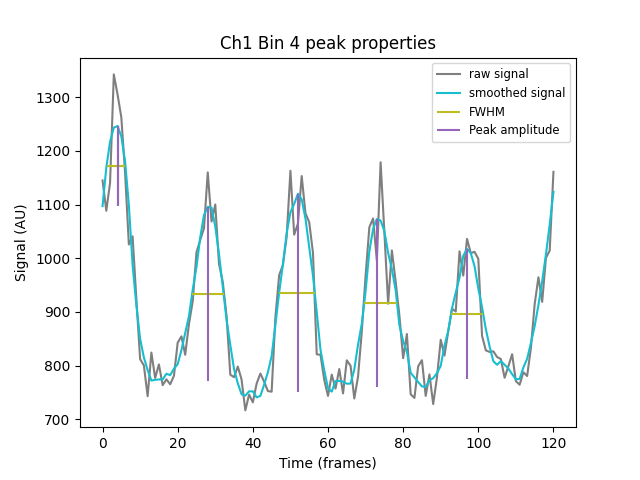 Ch1 Bin 4 peak properties
raw signal
smoothed signal
FWHM
Peak amplitude
Signal (AU)
1300
1200
1100
1000
900
800
700
0 20 40 60 80 100 120
Time (frames)